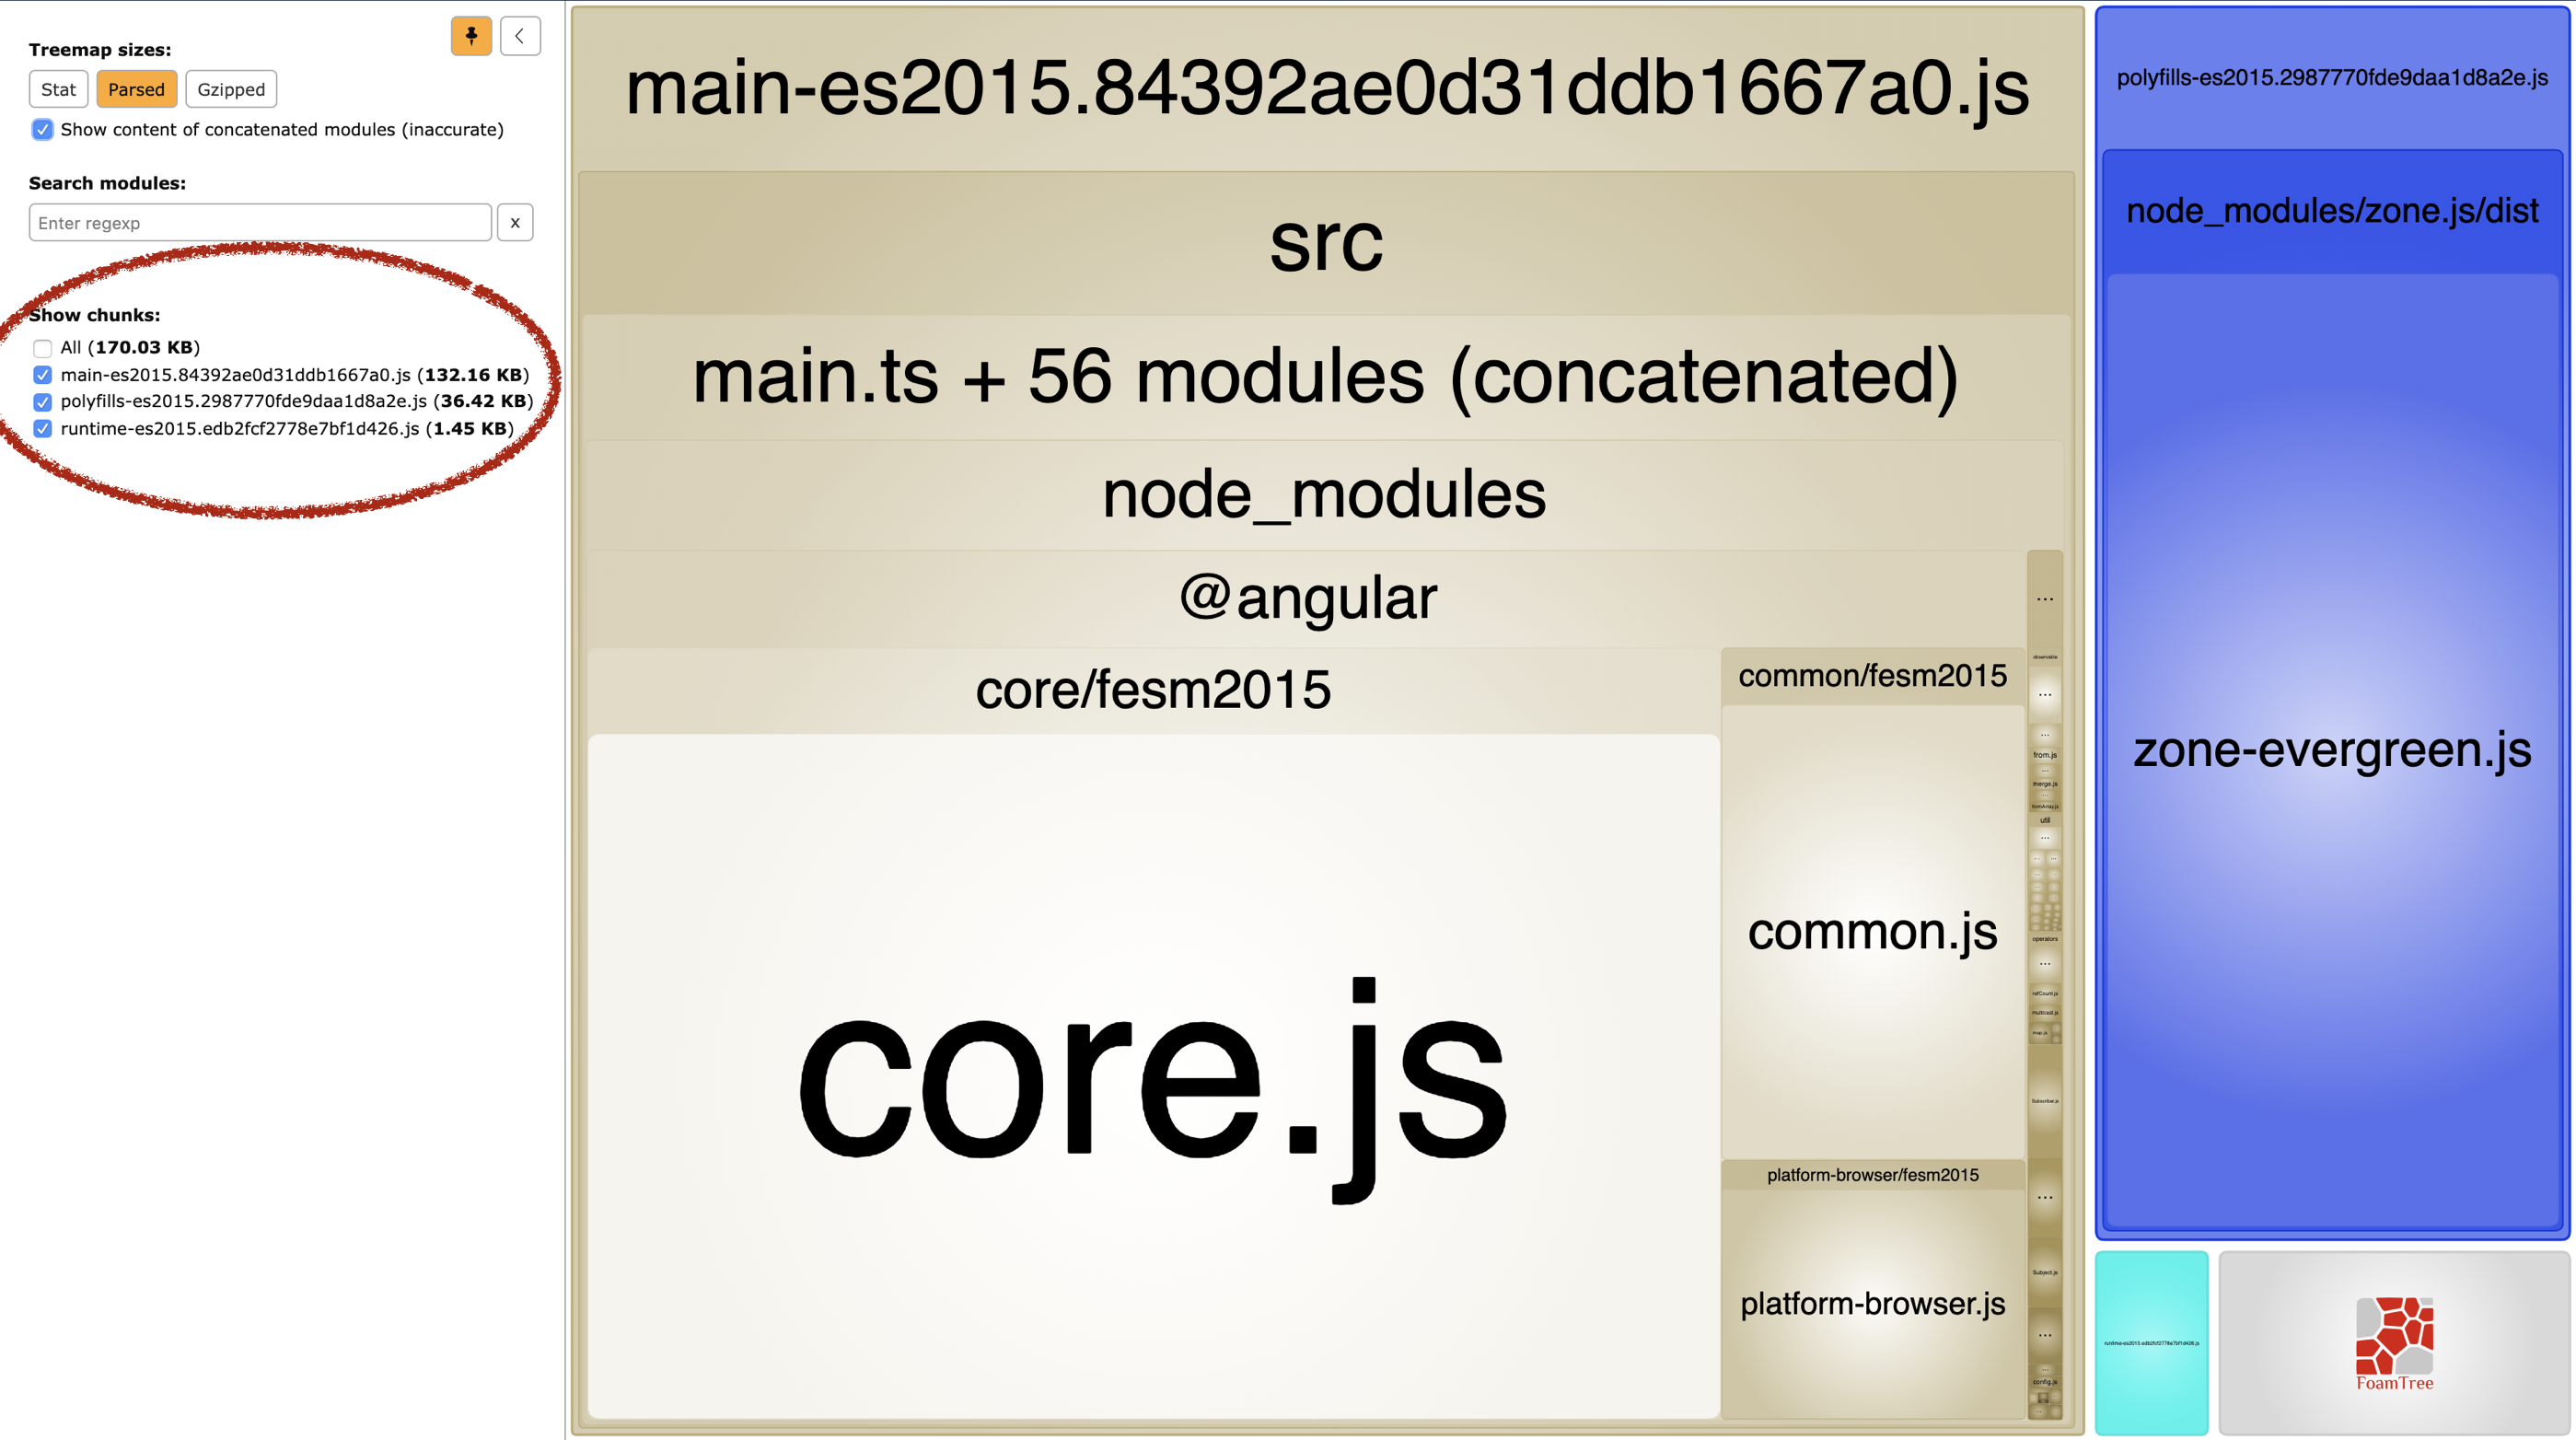 Treemap sizes:
Stat
Parsed
Gzipped
Show content of concatenated modules (inaccurate)
Search modules:
Enter regexp
x
Show chunks:
All (170.03 KB)
main-es2015.84392ae0d31ddb1667a0.js (132.16 KB)
polyfills-es2015.2987770fde9daa1d8a2e.js (36.42 KB)
runtime-es2015.edb2fcf2778e7bf1d426.js (1.45 KB)
main-es2015.84392ae0d31ddb1667a0.js
src
main.ts + 56 modules (concatenated)
node_modules
@angular
core/fesm2015
core.js
common/fesm2015
common.js
platform-browser/fesm2015
platform-browser.js
...
observable
...
...
from.js
...
merge.js
...
fromArray.js
util
...
operators
...
refCount.js
multicast.js
map.js
Subscriber.js
...
Subject.js
...
...
config.js
polyfills-es2015.2987770fde9daa1d8a2e.js
node_modules/zone.js/dist
zone-evergreen.js
runtime-es2015.edb2fcf2778e7bf1d426.js
FoamTree